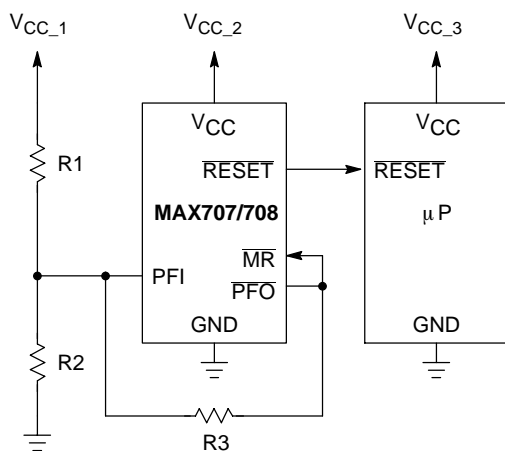 VCC_1
VCC_2
VCC_3
VCC
VCC
R1
RESET
RESET
MAX707/708
μP
MR
PFI
PFO
GND
GND
R2
R3